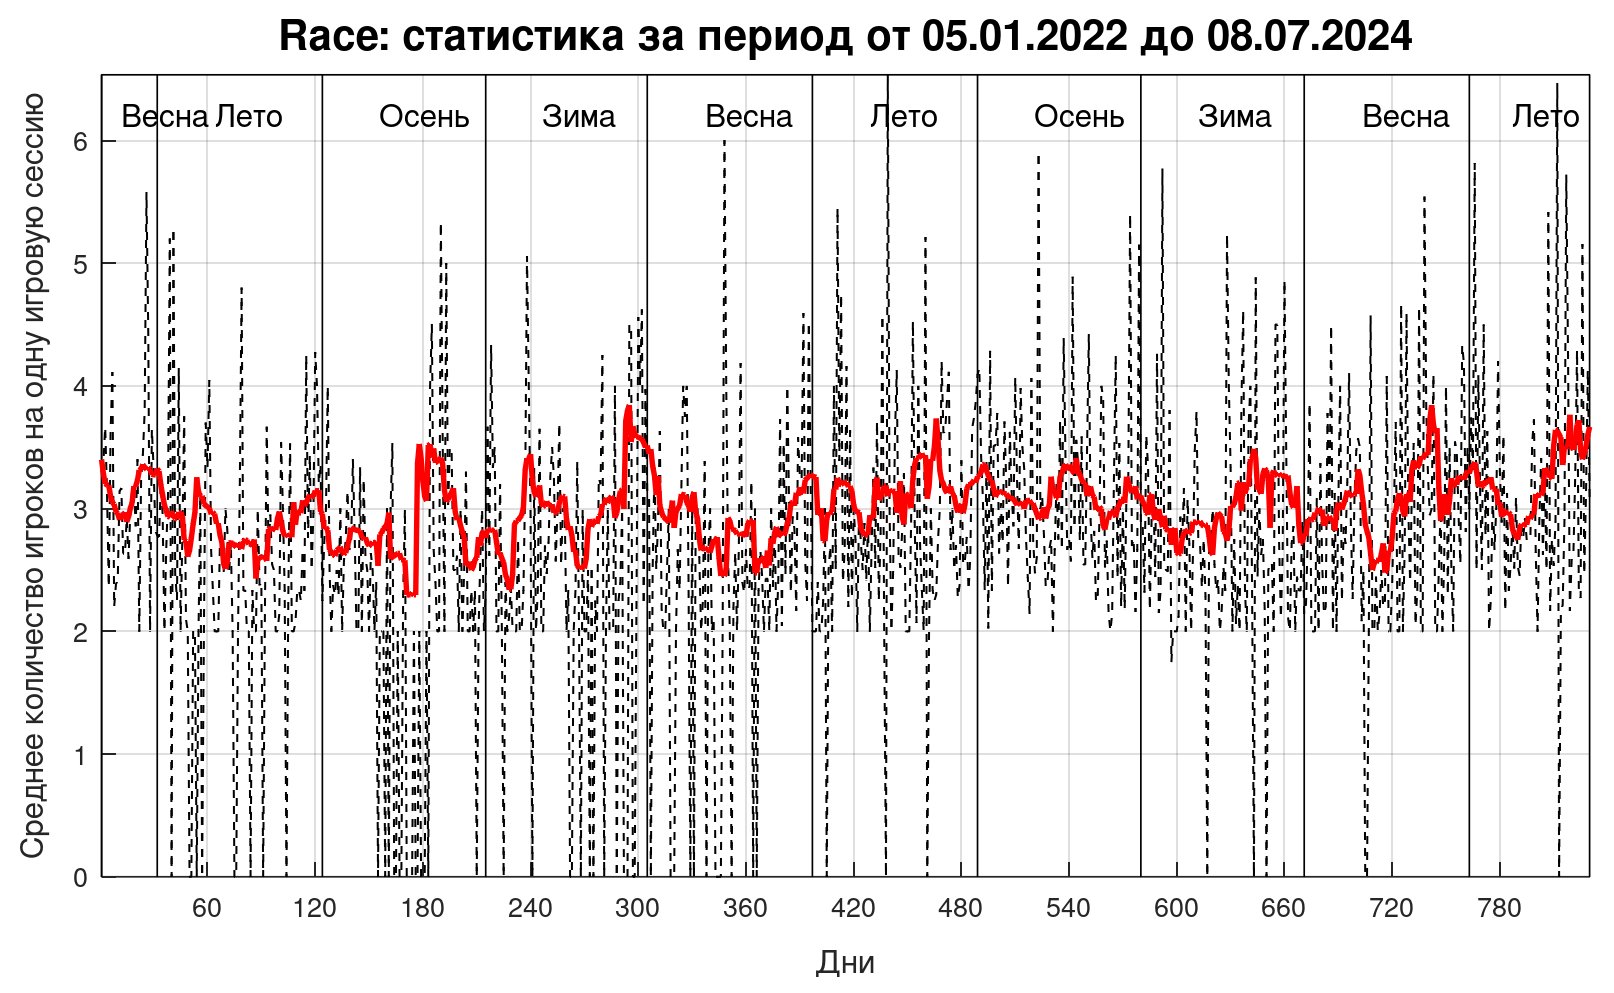 Race: статистика за период от 05.01.2022 до 08.07.2024
Среднее количество игроков на одну игровую сессию
Весна Лето Осень Зима Весна Лето Осень Зима Весна Лето
6
5
4
3
2
1
0
60 120 180 240 300 360 420 480 540 600 660 720 780
Дни